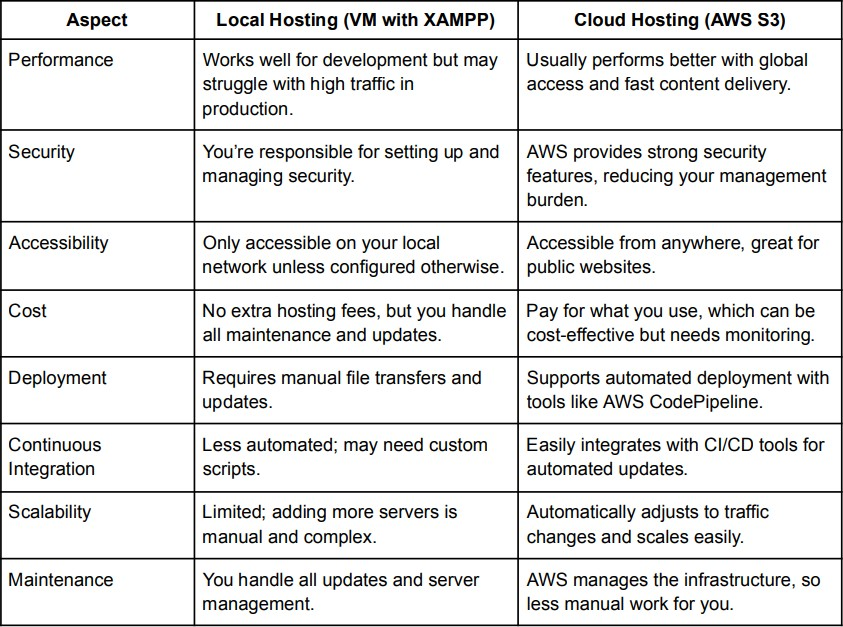 Aspect
Local Hosting (VM with XAMPP)
Cloud Hosting (AWS S3)
Performance
Works well for development but may
struggle with high traffic in
production.
Usually performs better with global
access and fast content delivery.
Security
You’re responsible for setting up and
managing security.
AWS provides strong security
features, reducing your management
burden.
Accessibility
Only accessible on your local
network unless configured otherwise.
Accessible from anywhere, great for
public websites.
Cost
No extra hosting fees, but you handle
all maintenance and updates.
Pay for what you use, which can be
cost-effective but needs monitoring.
Deployment
Requires manual file transfers and
updates.
Supports automated deployment with
tools like AWS CodePipeline.
Continuous
Integration
Less automated; may need custom
scripts.
Easily integrates with CI/CD tools for
automated updates.
Scalability
Limited; adding more servers is
manual and complex.
Automatically adjusts to traffic
changes and scales easily.
Maintenance
You handle all updates and server
management.
AWS manages the infrastructure, so
less manual work for you.